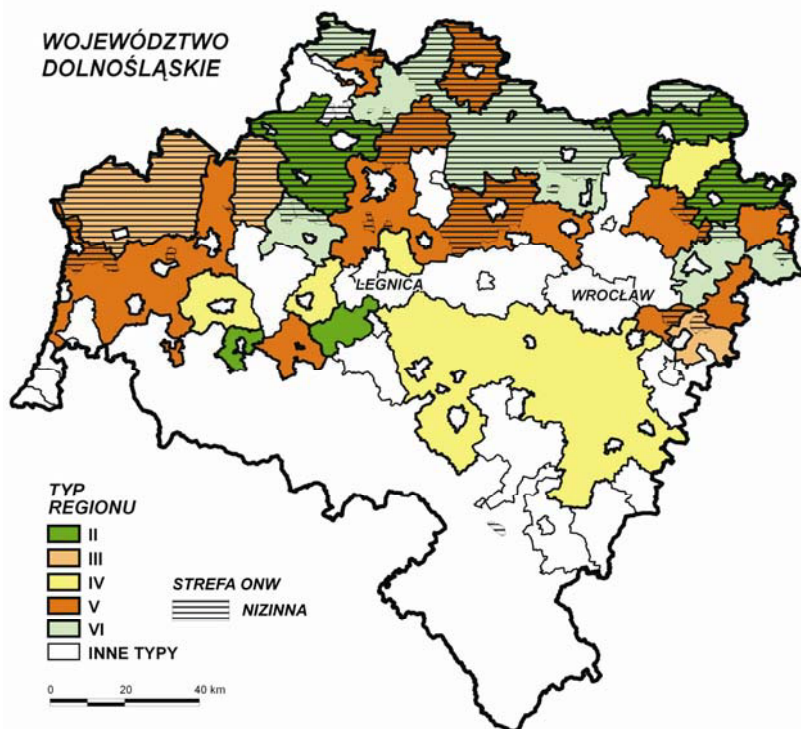 WOJEWÓDZTWO
DOLNOŚLĄSKIE
LEGNICA
WROCŁAW
TYP
REGIONU
II
III
IV
V
VI
INNE TYPY
STREFA ONW
NIZINNA
0 20 40 km